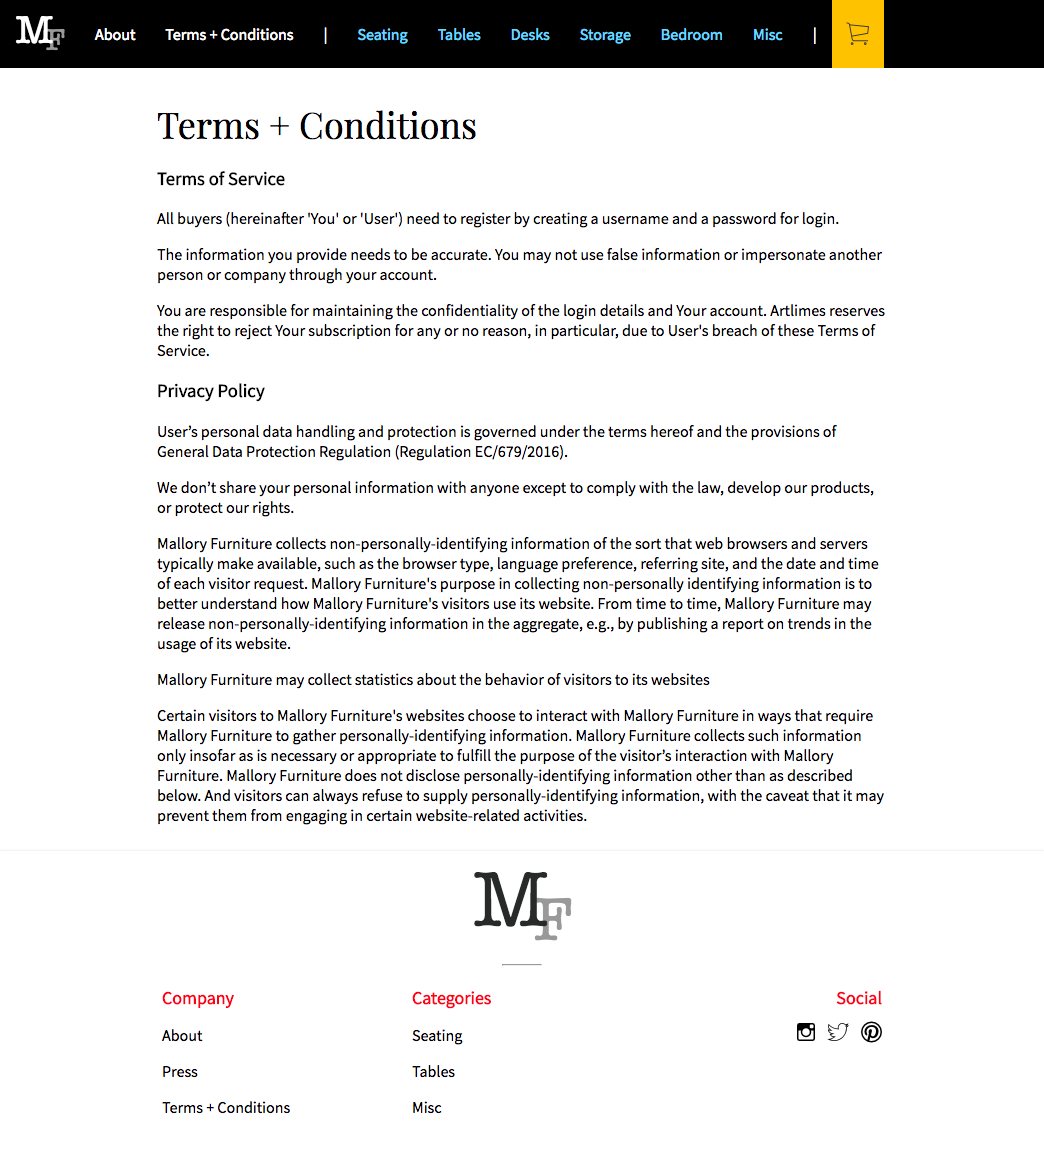 MF About Terms + Conditions | Seating Tables Desks Storage Bedroom Misc |
Terms + Conditions
Terms of Service
All buyers (hereinafter 'You' or 'User') need to register by creating a username and a password for login.
The information you provide needs to be accurate. You may not use false information or impersonate another
person or company through your account.
You are responsible for maintaining the confidentiality of the login details and Your account. Artlimes reserves
the right to reject Your subscription for any or no reason, in particular, due to User's breach of these Terms of
Service.
Privacy Policy
User’s personal data handling and protection is governed under the terms hereof and the provisions of
General Data Protection Regulation (Regulation EC/679/2016).
We don’t share your personal information with anyone except to comply with the law, develop our products,
or protect our rights.
Mallory Furniture collects non-personally-identifying information of the sort that web browsers and servers
typically make available, such as the browser type, language preference, referring site, and the date and time
of each visitor request. Mallory Furniture's purpose in collecting non-personally identifying information is to
better understand how Mallory Furniture's visitors use its website. From time to time, Mallory Furniture may
release non-personally-identifying information in the aggregate, e.g., by publishing a report on trends in the
usage of its website.
Mallory Furniture may collect statistics about the behavior of visitors to its websites
Certain visitors to Mallory Furniture's websites choose to interact with Mallory Furniture in ways that require
Mallory Furniture to gather personally-identifying information. Mallory Furniture collects such information
only insofar as is necessary or appropriate to fulfill the purpose of the visitor’s interaction with Mallory
Furniture. Mallory Furniture does not disclose personally-identifying information other than as described
below. And visitors can always refuse to supply personally-identifying information, with the caveat that it may
prevent them from engaging in certain website-related activities.
MF
Company
About
Press
Terms + Conditions
Categories
Seating
Tables
Misc
Social